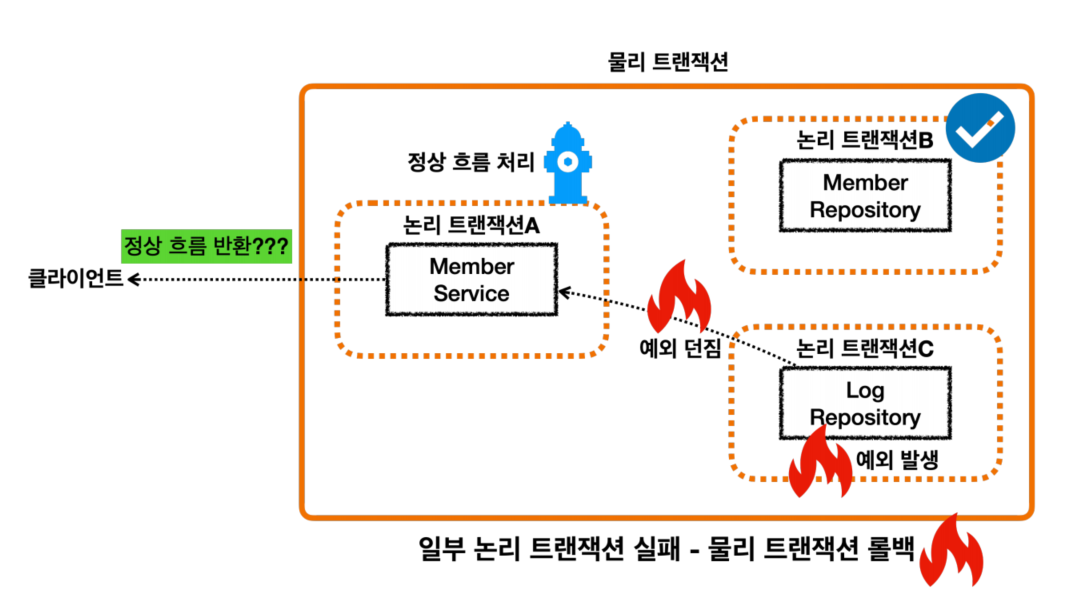 물리 트랜잭션
논리 트랜잭션B
Member
Repository
정상 흐름 처리
논리 트랜잭션A
Member
Service
정상 흐름 반환???
클라이언트
예외 던짐
논리 트랜잭션C
Log
Repository
예외 발생
일부 논리 트랜잭션 실패 - 물리 트랜잭션 롤백